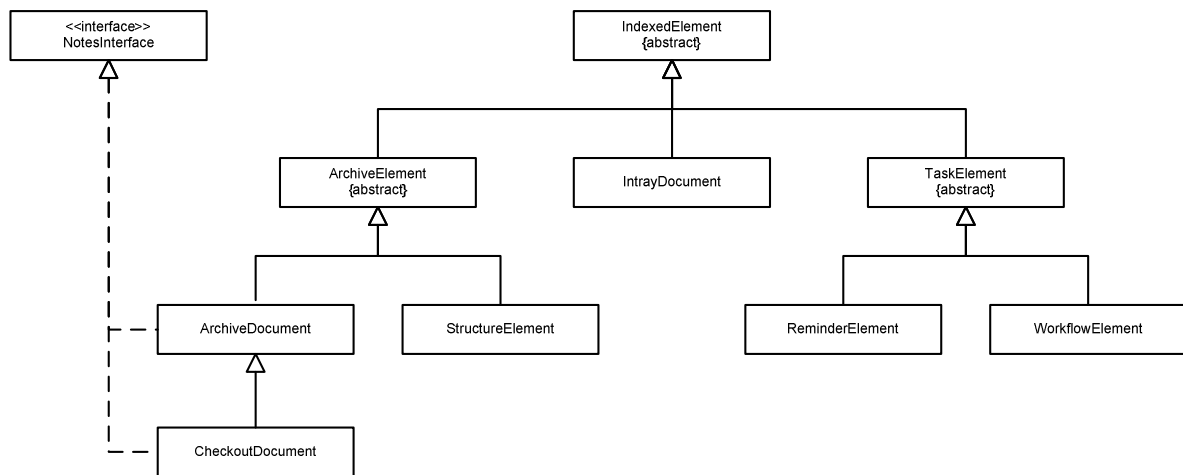 <<interface>>
NotesInterface
IndexedElement
{abstract}
ArchiveElement
{abstract}
IntrayDocument
TaskElement
{abstract}
ArchiveDocument
StructureElement
ReminderElement
WorkflowElement
CheckoutDocument